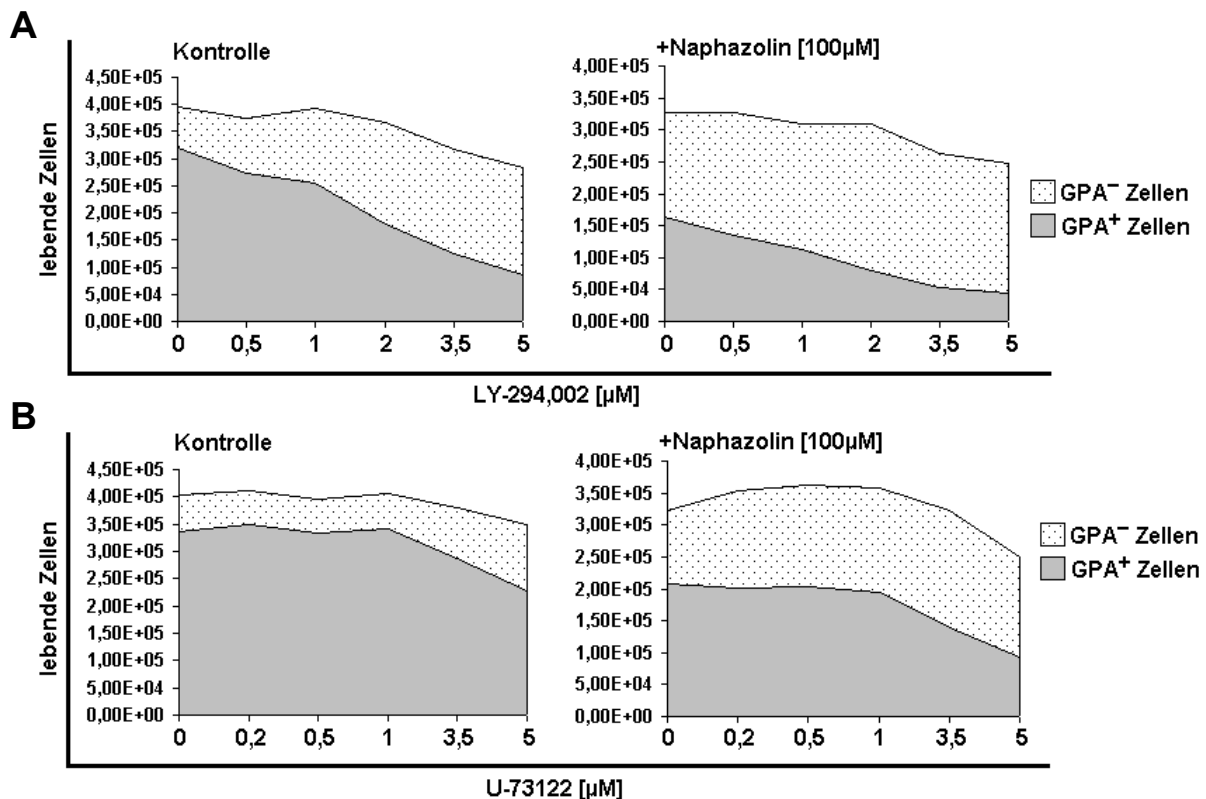 A
Kontrolle
4,50E+05
4,00E+05
3,50E+05
3,00E+05
2,50E+05
2,00E+05
1,50E+05
1,00E+05
5,00E+04
0,00E+00
0 0,5 1 2 3,5 5
lebende Zellen
+Naphazolin [100µM]
4,00E+05
3,50E+05
3,00E+05
2,50E+05
2,00E+05
1,50E+05
1,00E+05
5,00E+04
0,00E+00
0 0,5 1 2 3,5 5
GPA⁻ Zellen
GPA⁺ Zellen
LY-294,002 [µM]
B
Kontrolle
4,50E+05
4,00E+05
3,50E+05
3,00E+05
2,50E+05
2,00E+05
1,50E+05
1,00E+05
5,00E+04
0,00E+00
0 0,2 0,5 1 3,5 5
lebende Zellen
+Naphazolin [100µM]
4,00E+05
3,50E+05
3,00E+05
2,50E+05
2,00E+05
1,50E+05
1,00E+05
5,00E+04
0,00E+00
0 0,2 0,5 1 3,5 5
GPA⁻ Zellen
GPA⁺ Zellen
U-73122 [µM]